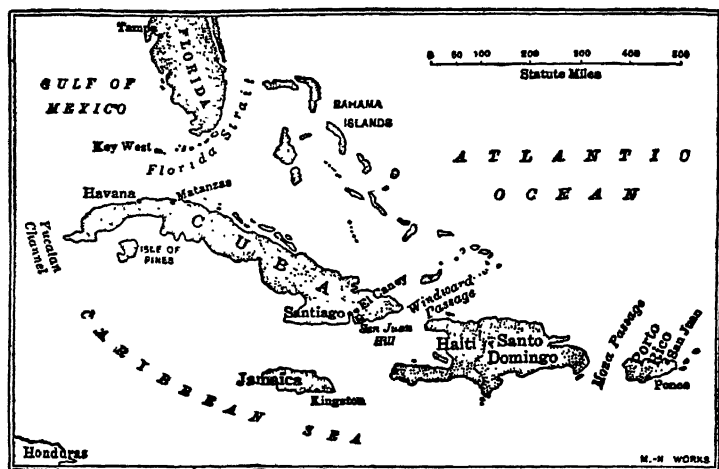 Tampa
FLORIDA
0 50 100 200 300 400 500
Statute Miles
GULF OF
MEXICO
BAHAMA
ISLANDS
Key West
Florida Strait
ATLANTIC
OCEAN
Havana
Matanzas
CUBA
Yucatan
Channel
ISLE OF
PINES
El Caney
Windward
Passage
Santiago
San Juan
Hill
Haiti
Santo
Domingo
Mona Passage
Porto
Rico
San Juan
Ponce
Jamaica
Kingston
CARIBBEAN SEA
Honduras
M.-N WORKS